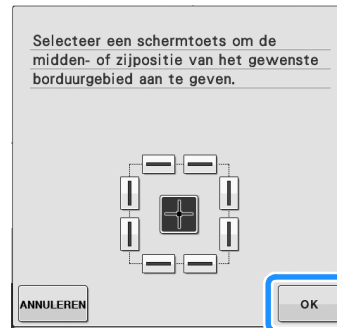 Selecteer een schermtoets om de
midden- of zijpositie van het gewenste
borduurgebied aan te geven.
ANNULEREN
OK